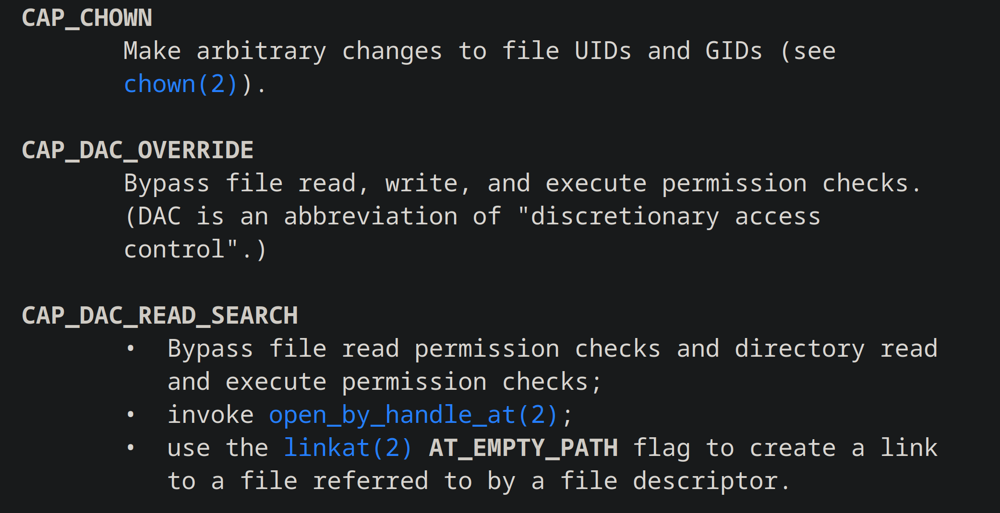 CAP_CHOWN
Make arbitrary changes to file UIDs and GIDs (see
chown(2)).
CAP_DAC_OVERRIDE
Bypass file read, write, and execute permission checks.
(DAC is an abbreviation of "discretionary access
control".)
CAP_DAC_READ_SEARCH
• Bypass file read permission checks and directory read
and execute permission checks;
• invoke open_by_handle_at(2);
• use the linkat(2) AT_EMPTY_PATH flag to create a link
to a file referred to by a file descriptor.